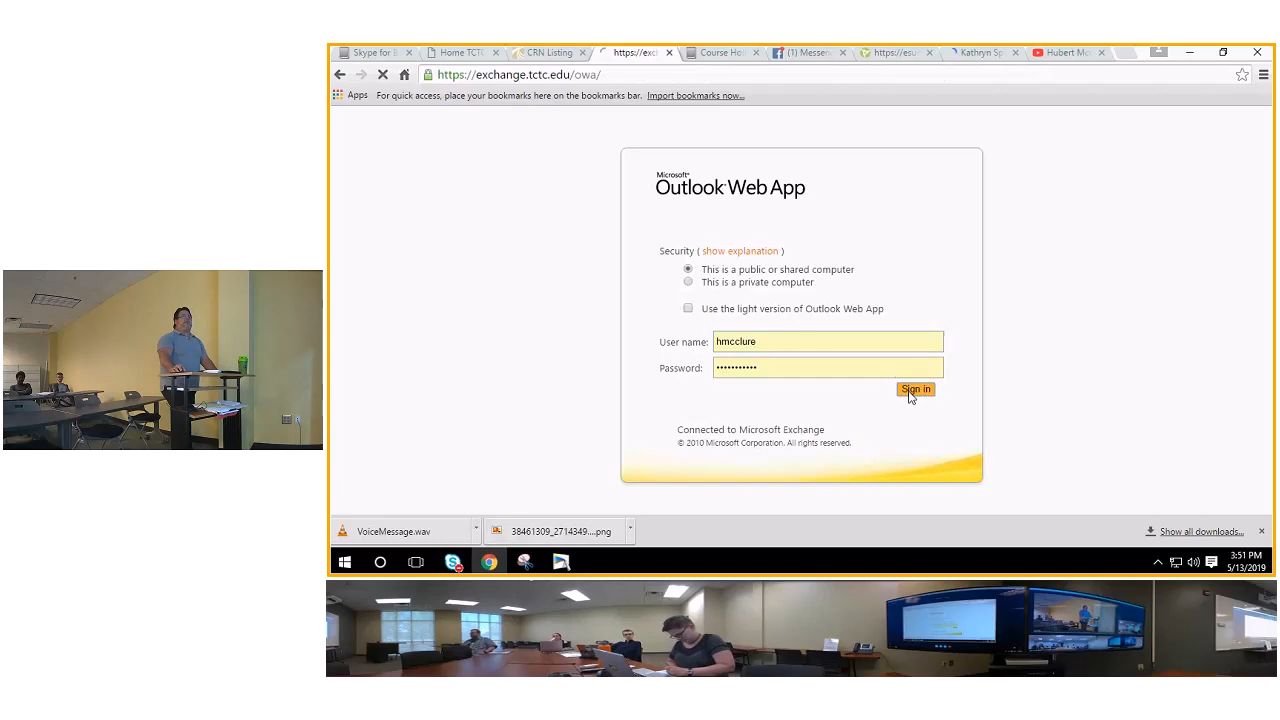 Skype for B
Home TCTC
CRN Listing
https://exch
Course Ho
(1) Messen
https://esum
Kathryn Sp
Hubert Mc
https://exchange.tctc.edu/owa/
Apps
For quick access, place your bookmarks here on the bookmarks bar. Import bookmarks now...
Microsoft®
Outlook Web App
Security ( show explanation )
This is a public or shared computer
This is a private computer
Use the light version of Outlook Web App
User name: hmcclure
Password: •••••••••••
Sign in
Connected to Microsoft Exchange
© 2010 Microsoft Corporation. All rights reserved.
VoiceMessage.wav
38461309_2714349....png
Show all downloads...
3:51 PM
5/13/2019